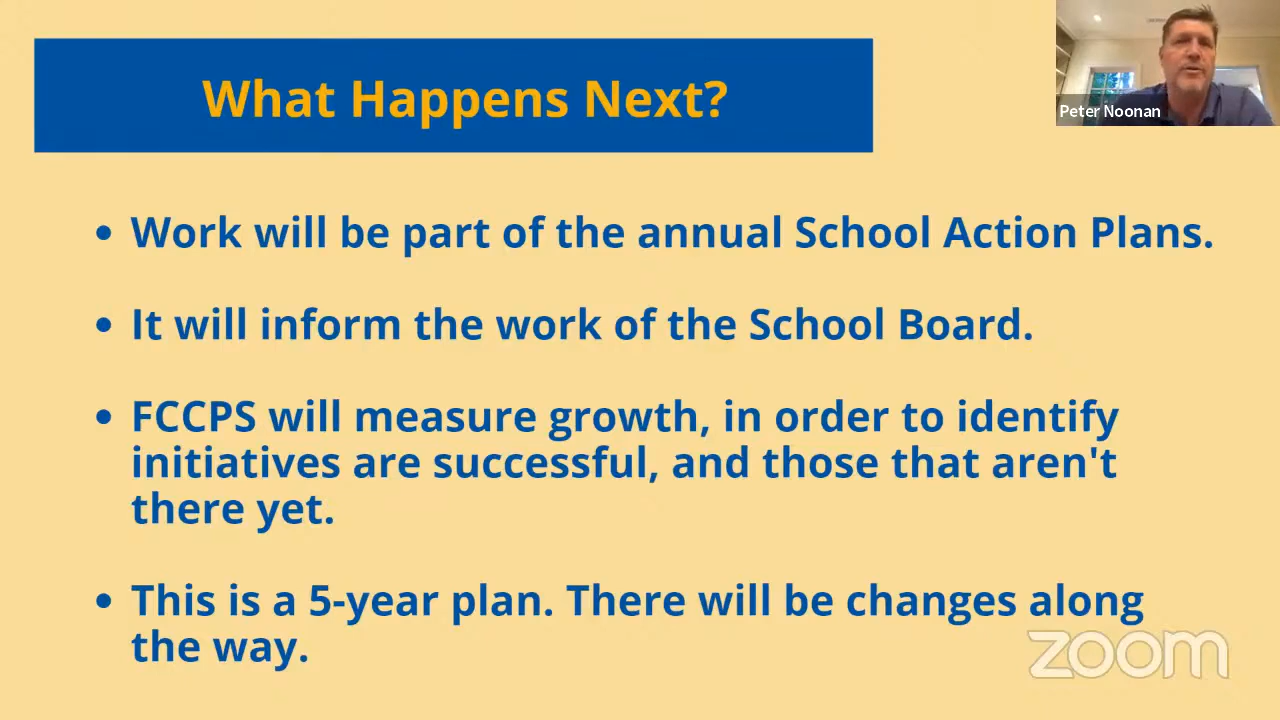 What Happens Next?
Peter Noonan
• Work will be part of the annual School Action Plans.
• It will inform the work of the School Board.
• FCCPS will measure growth, in order to identify
initiatives are successful, and those that aren't
there yet.
• This is a 5-year plan. There will be changes along
the way.
zoom